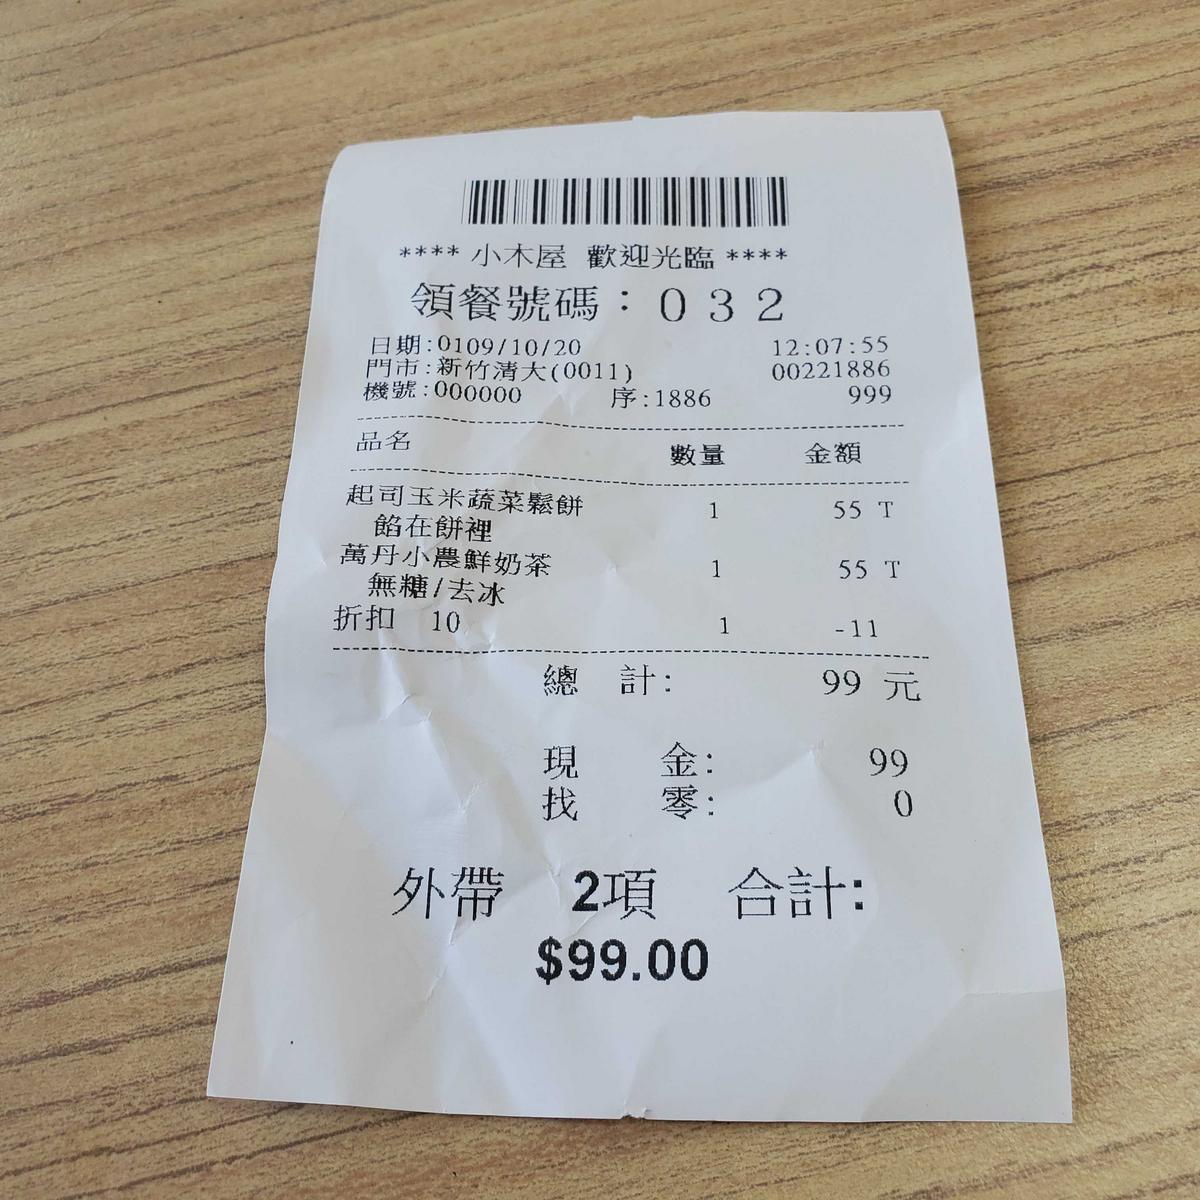 **** 小木屋 歡迎光臨 ****
領餐號碼：032
日期:0109/10/20 12:07:55
門市:新竹清大(0011) 00221886
機號:000000 序:1886 999
品名 數量 金額
起司玉米蔬菜鬆餅 1 55 T
餡在餅裡
萬丹小農鮮奶茶 1 55 T
無糖/去冰
折扣 10 1 -11
總 計: 99 元
現 金: 99
找 零: 0
外帶 2項 合計:
$99.00